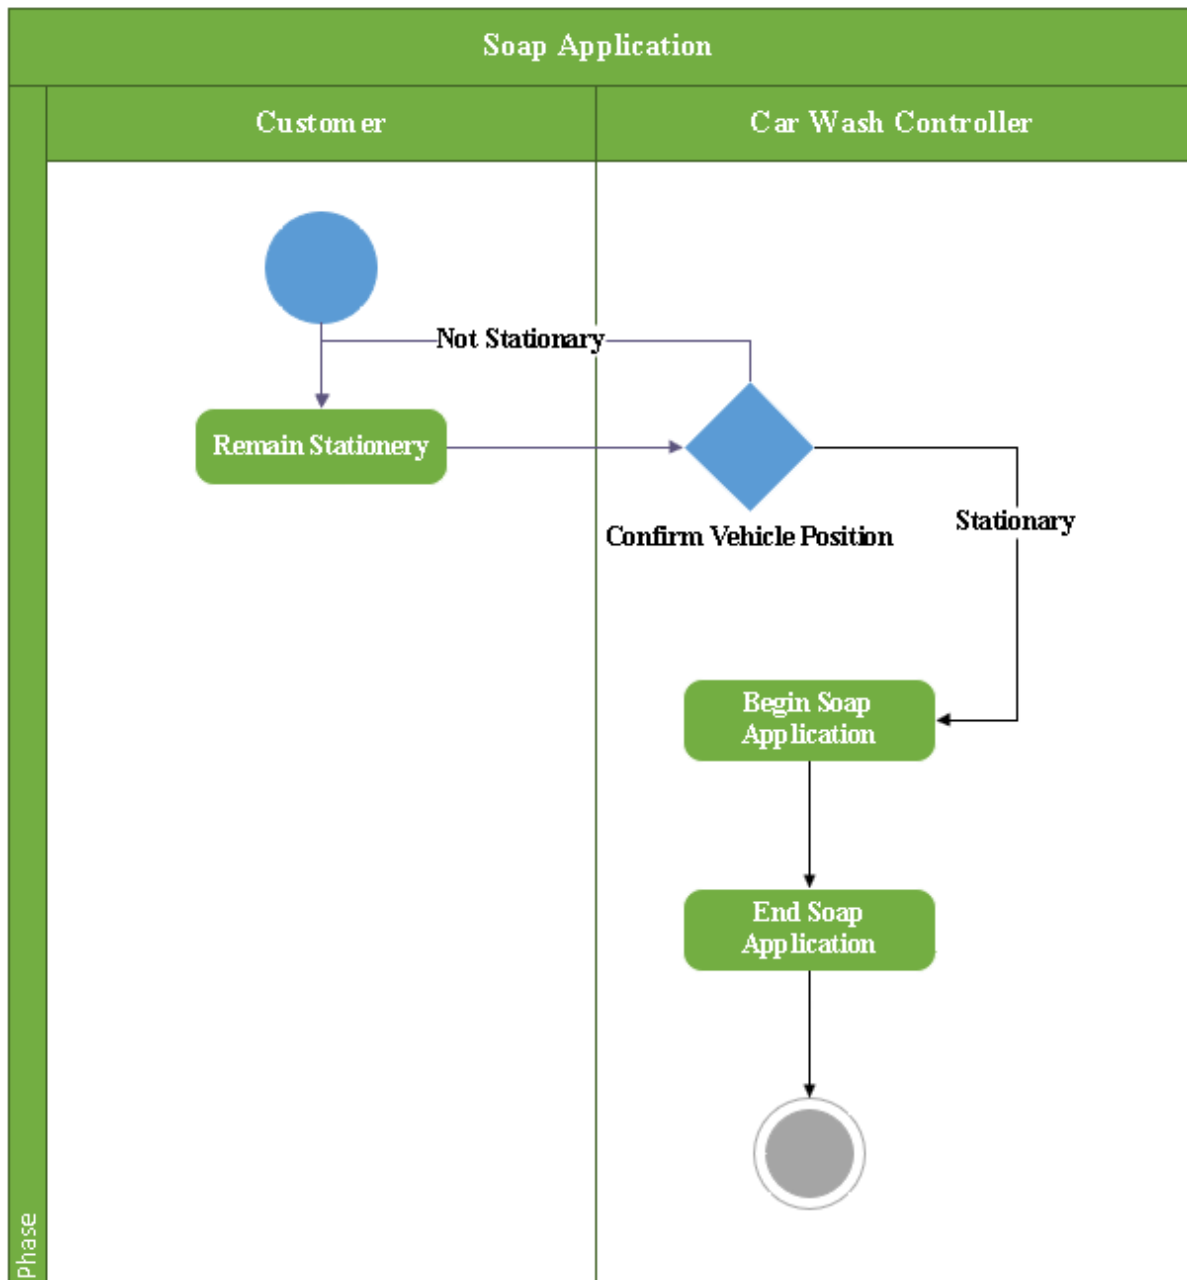 Soap Application
Customer
Car Wash Controller
Not Stationary
Remain Stationery
Stationary
Confirm Vehicle Position
Begin Soap
Application
End Soap
Application
Phase